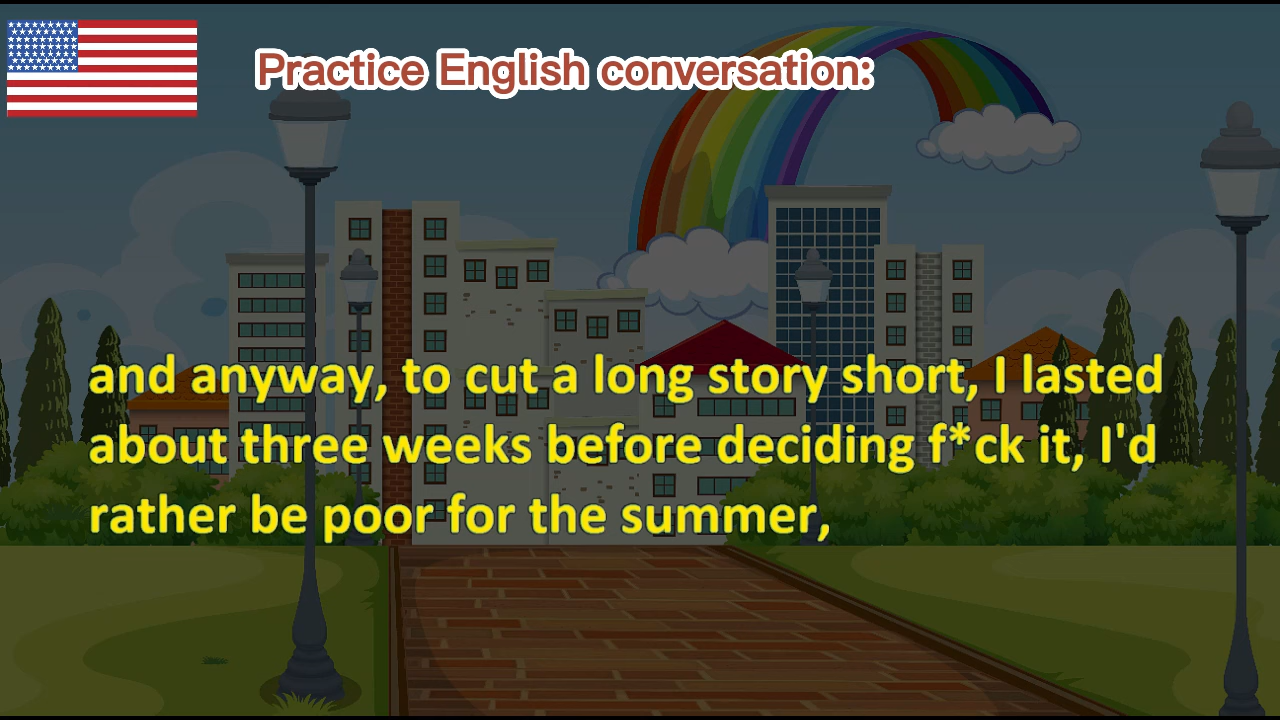 Practice English conversation:
and anyway, to cut a long story short, I lasted
about three weeks before deciding f*ck it, I'd
rather be poor for the summer,